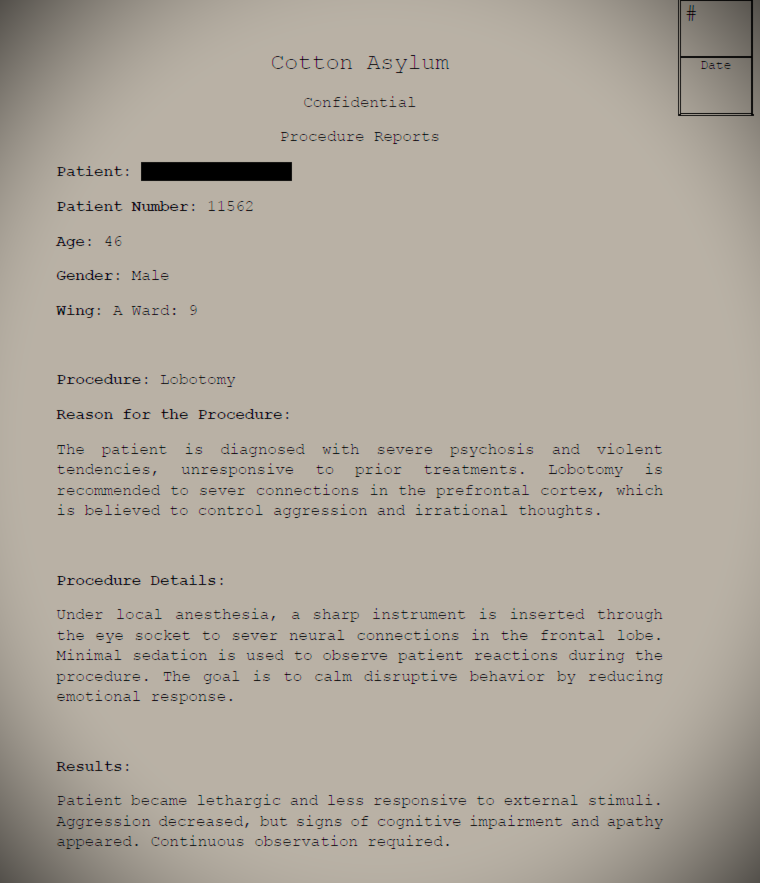 #
Date
Cotton Asylum
Confidential
Procedure Reports
Patient:
Patient Number: 11562
Age: 46
Gender: Male
Wing: A Ward: 9
Procedure: Lobotomy
Reason for the Procedure:
The patient is diagnosed with severe psychosis and violent
tendencies, unresponsive to prior treatments. Lobotomy is
recommended to sever connections in the prefrontal cortex, which
is believed to control aggression and irrational thoughts.
Procedure Details:
Under local anesthesia, a sharp instrument is inserted through
the eye socket to sever neural connections in the frontal lobe.
Minimal sedation is used to observe patient reactions during the
procedure. The goal is to calm disruptive behavior by reducing
emotional response.
Results:
Patient became lethargic and less responsive to external stimuli.
Aggression decreased, but signs of cognitive impairment and apathy
appeared. Continuous observation required.